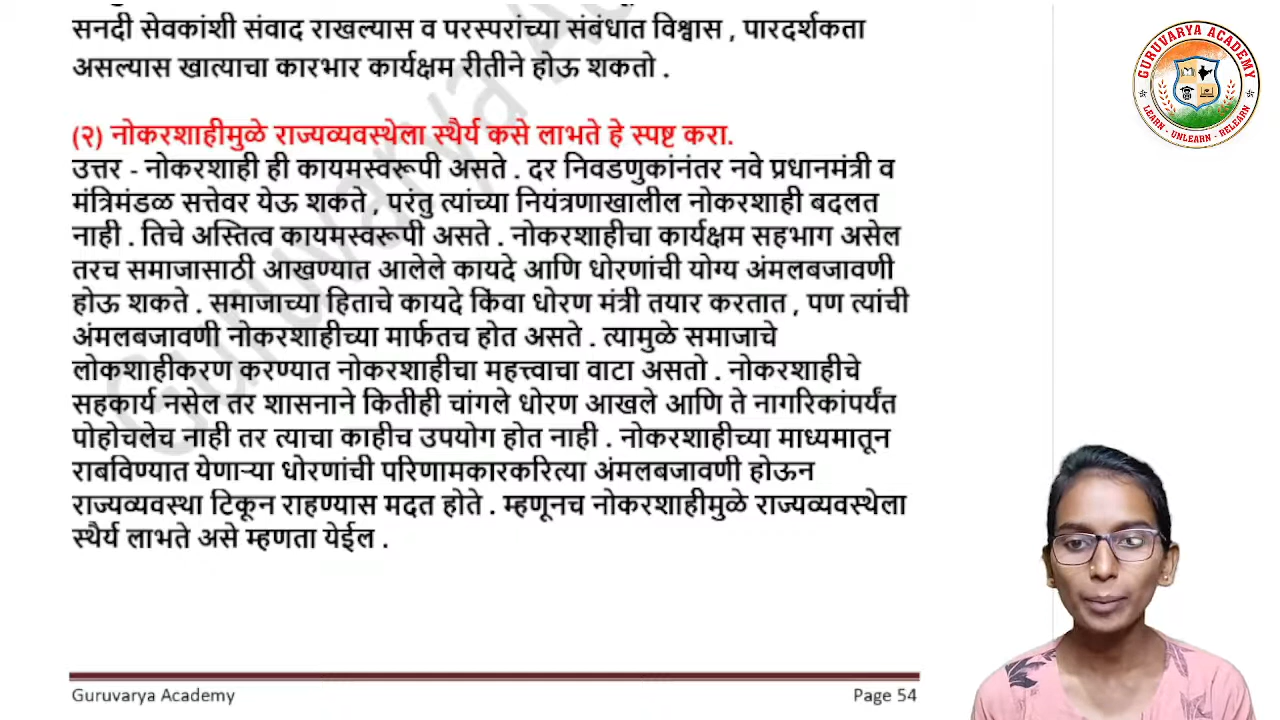 सनदी सेवकांशी संवाद राखल्यास व परस्परांच्या संबंधात विश्वास , पारदर्शकता
असल्यास खात्याचा कारभार कार्यक्षम रीतीने होऊ शकतो .
(२) नोकरशाहीमुळे राज्यव्यवस्थेला स्थैर्य कसे लाभते हे स्पष्ट करा.
उत्तर - नोकरशाही ही कायमस्वरूपी असते . दर निवडणुकांनंतर नवे प्रधानमंत्री व
मंत्रिमंडळ सत्तेवर येऊ शकते , परंतु त्यांच्या नियंत्रणाखालील नोकरशाही बदलत
नाही . तिचे अस्तित्व कायमस्वरूपी असते . नोकरशाहीचा कार्यक्षम सहभाग असेल
तरच समाजासाठी आखण्यात आलेले कायदे आणि धोरणांची योग्य अंमलबजावणी
होऊ शकते . समाजाच्या हिताचे कायदे किंवा धोरण मंत्री तयार करतात , पण त्यांची
अंमलबजावणी नोकरशाहीच्या मार्फतच होत असते . त्यामुळे समाजाचे
लोकशाहीकरण करण्यात नोकरशाहीचा महत्त्वाचा वाटा असतो . नोकरशाहीचे
सहकार्य नसेल तर शासनाने कितीही चांगले धोरण आखले आणि ते नागरिकांपर्यंत
पोहोचलेच नाही तर त्याचा काहीच उपयोग होत नाही . नोकरशाहीच्या माध्यमातून
राबविण्यात येणाऱ्या धोरणांची परिणामकारकरित्या अंमलबजावणी होऊन
राज्यव्यवस्था टिकून राहण्यास मदत होते . म्हणूनच नोकरशाहीमुळे राज्यव्यवस्थेला
स्थैर्य लाभते असे म्हणता येईल .
Guruvarya Academy
Page 54
GURUVARYA ACADEMY
LEARN - UNLEARN - RELEARN